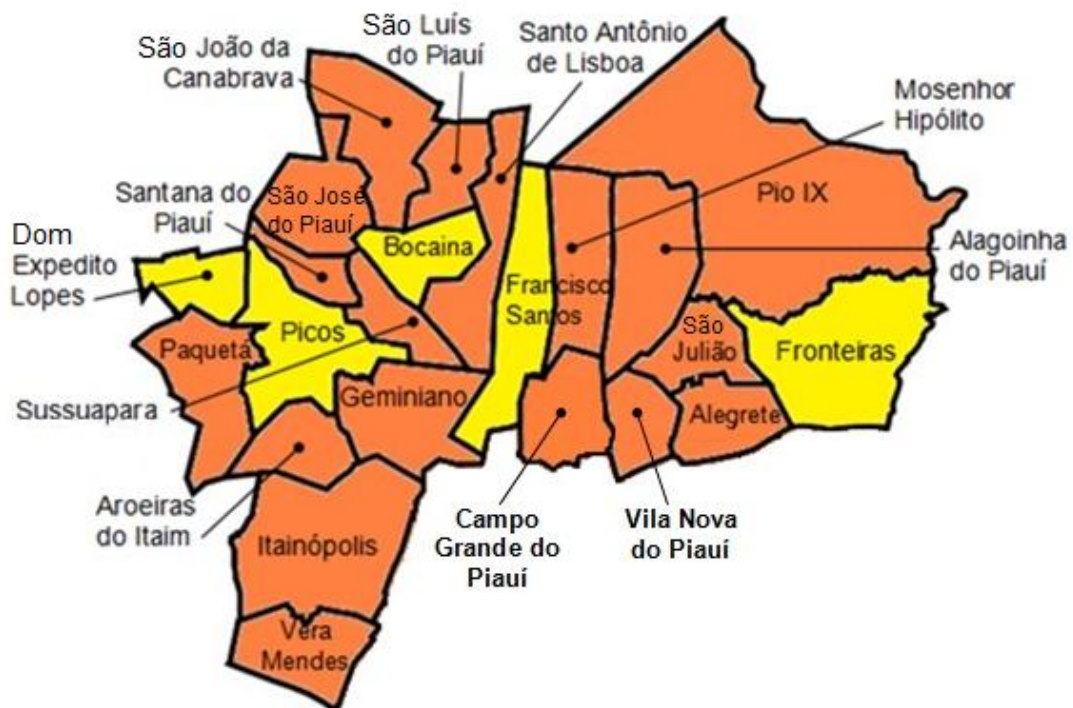 São João da
Canabrava
São Luís
do Piauí
Santo Antônio
de Lisboa
Mosenhor
Hipólito
Santana do
Piauí
São José
do Piauí
Pio IX
Dom
Expedito
Lopes
Bocaina
Alagoinha
do Piauí
Francisco
Santos
Picos
Paquetá
São
Julião
Fronteiras
Sussuapara
Geminiano
Alegrete
Aroeiras
do Itaim
Campo
Grande do
Piauí
Vila Nova
do Piauí
Itainópolis
Vera
Mendes